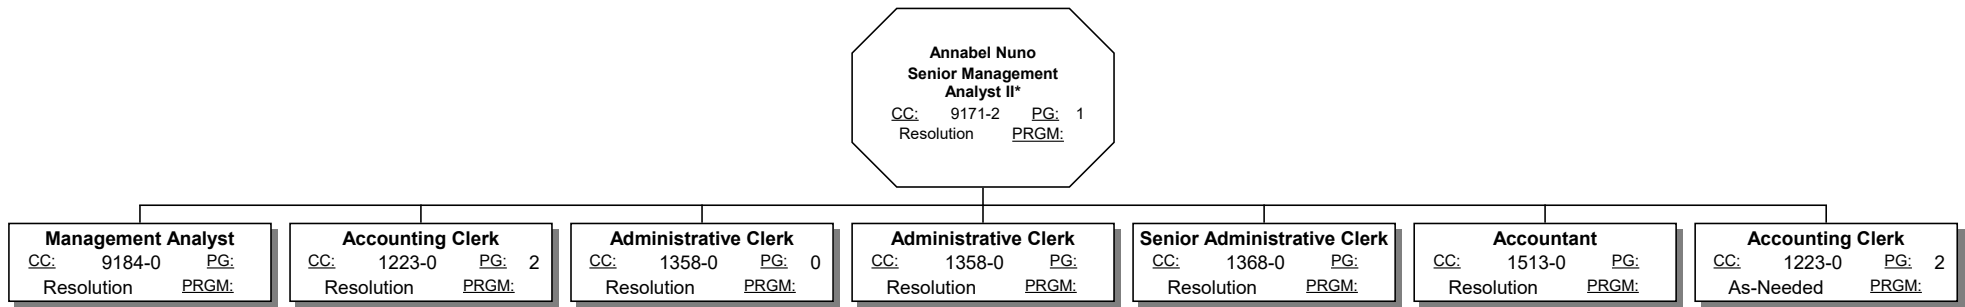 Annabel Nuno
Senior Management
Analyst II*
CC: 9171-2 PG: 1
Resolution PRGM:
Management Analyst
CC: 9184-0 PG:
Resolution PRGM:
Accounting Clerk
CC: 1223-0 PG: 2
Resolution PRGM:
Administrative Clerk
CC: 1358-0 PG: 0
Resolution PRGM:
Administrative Clerk
CC: 1358-0 PG:
Resolution PRGM:
Senior Administrative Clerk
CC: 1368-0 PG:
Resolution PRGM:
Accountant
CC: 1513-0 PG:
Resolution PRGM:
Accounting Clerk
CC: 1223-0 PG: 2
As-Needed PRGM: